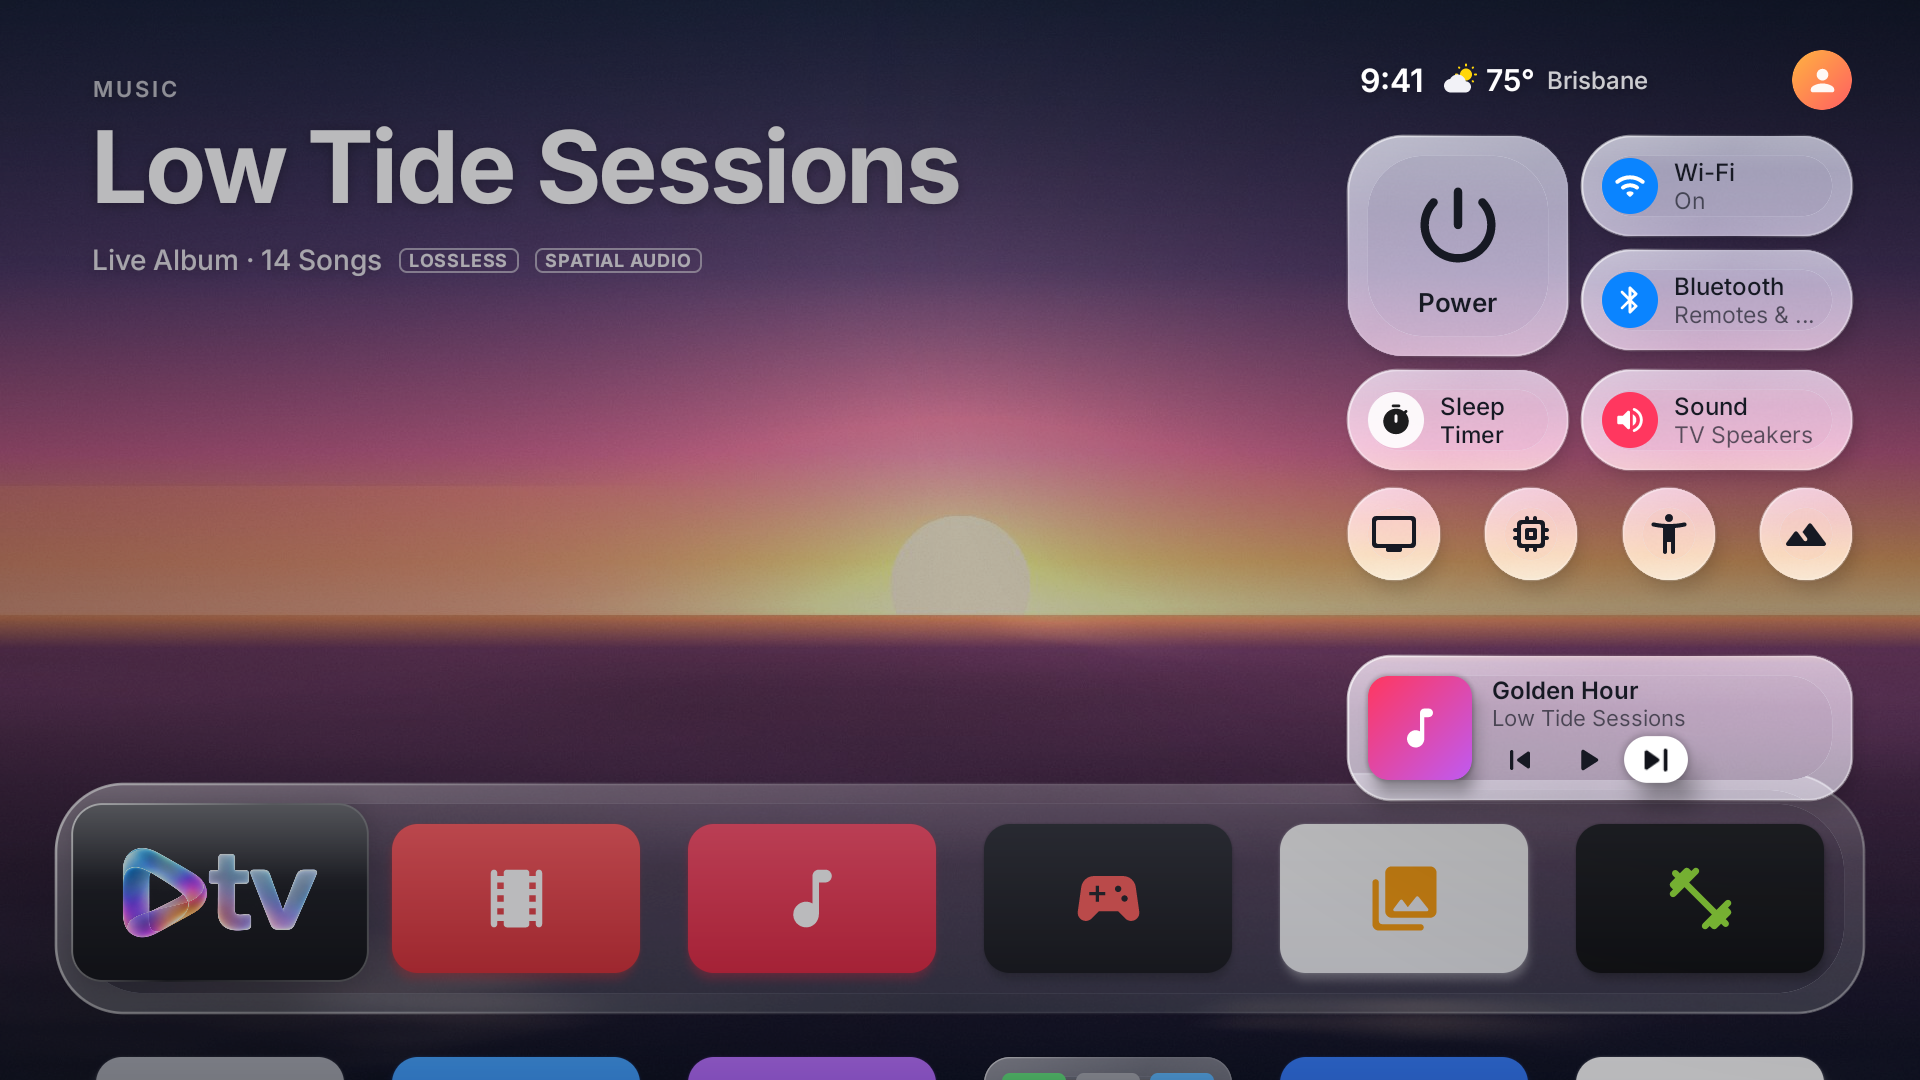 MUSIC
Low Tide Sessions
Live Album · 14 Songs LOSSLESS SPATIAL AUDIO
9:41 75° Brisbane
Power
Wi-Fi
On
Bluetooth
Remotes & ...
Sleep
Timer
Sound
TV Speakers
Golden Hour
Low Tide Sessions
tv